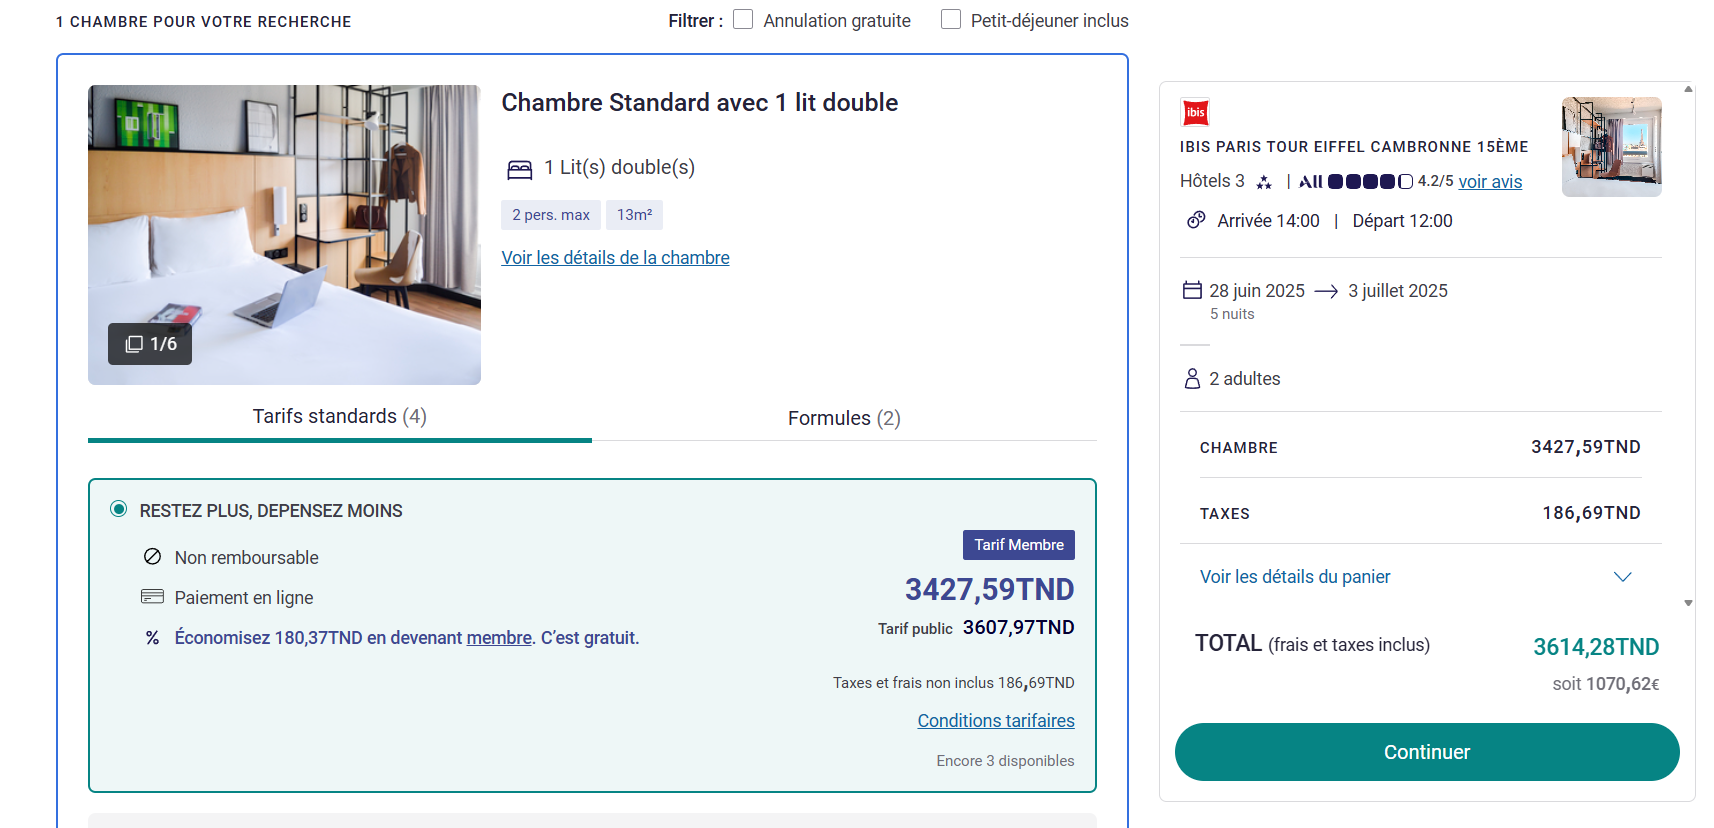 1 CHAMBRE POUR VOTRE RECHERCHE
Filtrer : Annulation gratuite Petit-déjeuner inclus
Chambre Standard avec 1 lit double
1 Lit(s) double(s)
2 pers. max 13m²
Voir les détails de la chambre
1/6
Tarifs standards (4) Formules (2)
RESTEZ PLUS, DEPENSEZ MOINS
Non remboursable
Paiement en ligne
% Économisez 180,37TND en devenant membre. C’est gratuit.
Tarif Membre
3427,59TND
Tarif public 3607,97TND
Taxes et frais non inclus 186,69TND
Conditions tarifaires
Encore 3 disponibles
ibis
IBIS PARIS TOUR EIFFEL CAMBRONNE 15ÈME
Hôtels 3 | All 4.2/5 voir avis
Arrivée 14:00 | Départ 12:00
28 juin 2025 → 3 juillet 2025
5 nuits
2 adultes
CHAMBRE 3427,59TND
TAXES 186,69TND
Voir les détails du panier
TOTAL (frais et taxes inclus) 3614,28TND
soit 1070,62€
Continuer